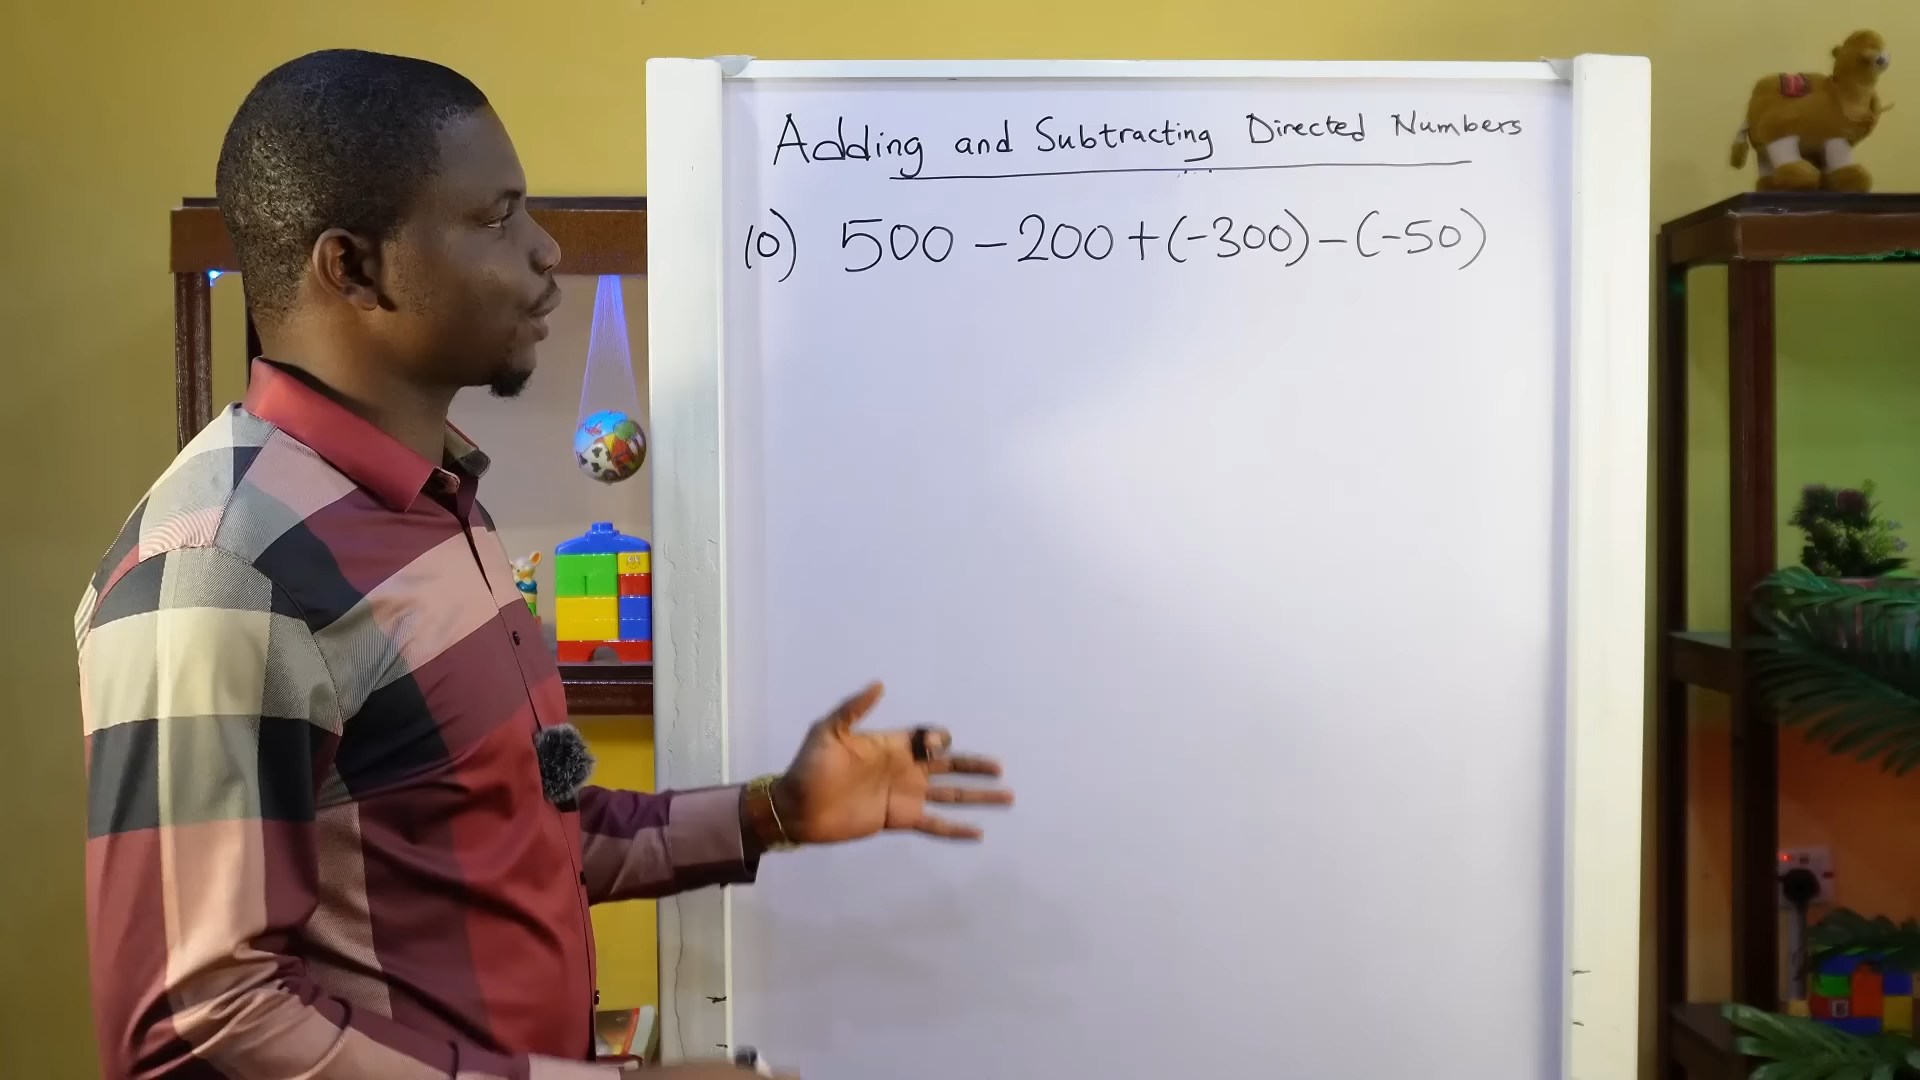 Adding and Subtracting Directed Numbers
10) 500 - 200 + (-300) - (-50)